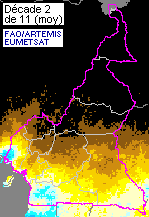 Décade 2
de 11 (moy)
FAO/ARTEMIS
EUMETSAT